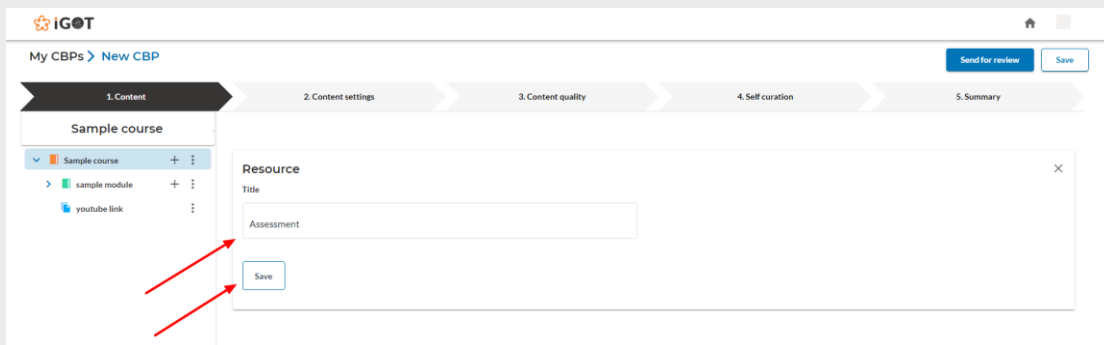 iGOT
My CBPs > New CBP
Send for review
Save
1. Content
2. Content settings
3. Content quality
4. Self curation
5. Summary
Sample course
Sample course
sample module
youtube link
Resource
Title
Assessment
Save